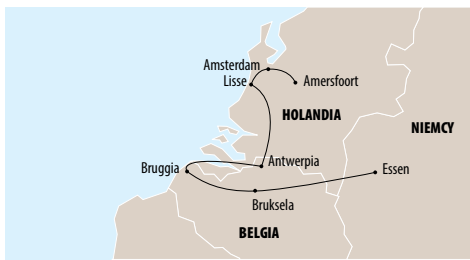 Amsterdam
Lisse
Amersfoort
HOLANDIA
NIEMCY
Antwerpia
Bruggia
Essen
Bruksela
BELGIA